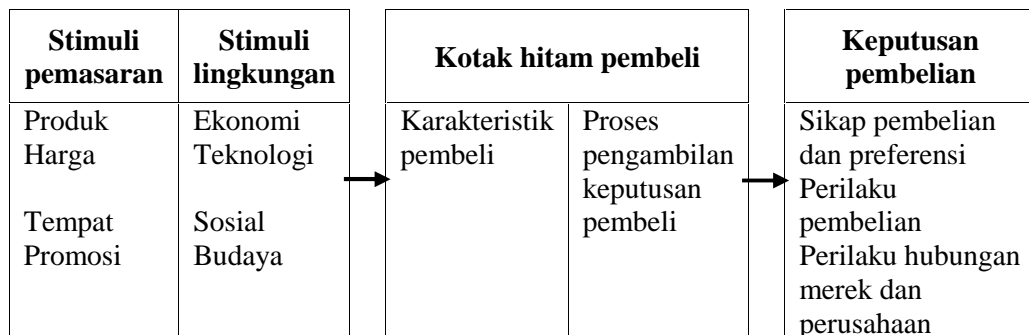 Stimuli
pemasaran
Stimuli
lingkungan
Kotak hitam pembeli
Keputusan
pembelian
Produk
Harga
Tempat
Promosi
Ekonomi
Teknologi
Sosial
Budaya
Karakteristik
pembeli
Proses
pengambilan
keputusan
pembeli
Sikap pembelian
dan preferensi
Perilaku
pembelian
Perilaku hubungan
merek dan
perusahaan